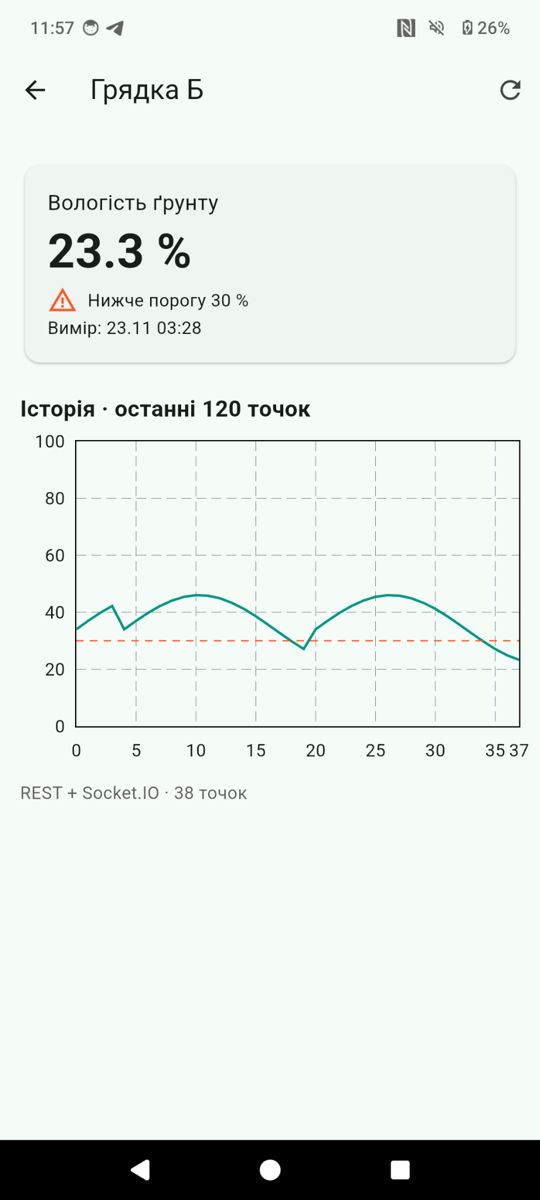 11:57 26%
Грядка Б
Вологість ґрунту
23.3 %
Нижче порогу 30 %
Вимір: 23.11 03:28
Історія · останні 120 точок
100
80
60
40
20
0
0 5 10 15 20 25 30 35 37
REST + Socket.IO · 38 точок